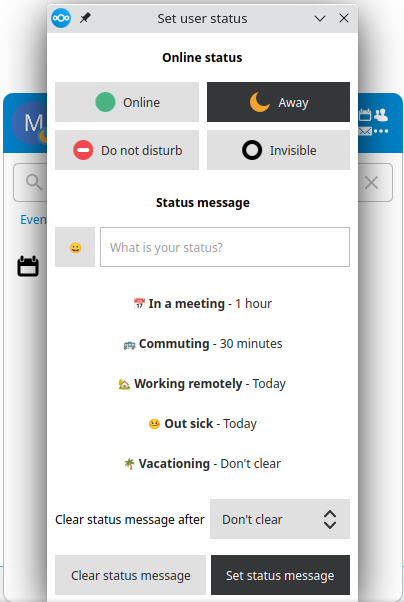 Set user status
Online status
Online
Away
Do not disturb
Invisible
Status message
What is your status?
In a meeting - 1 hour
Commuting - 30 minutes
Working remotely - Today
Out sick - Today
Vacationing - Don't clear
Clear status message after
Don't clear
Clear status message
Set status message
M
Even